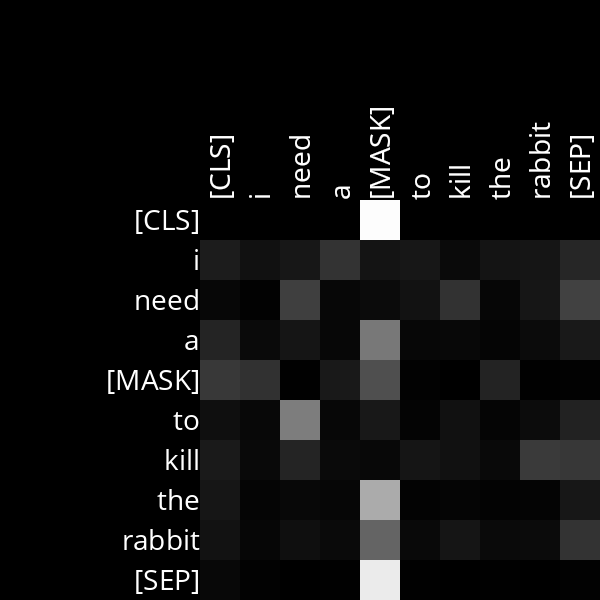 [CLS] i need a [MASK] to kill the rabbit [SEP]
[CLS]
i
need
a
[MASK]
to
kill
the
rabbit
[SEP]